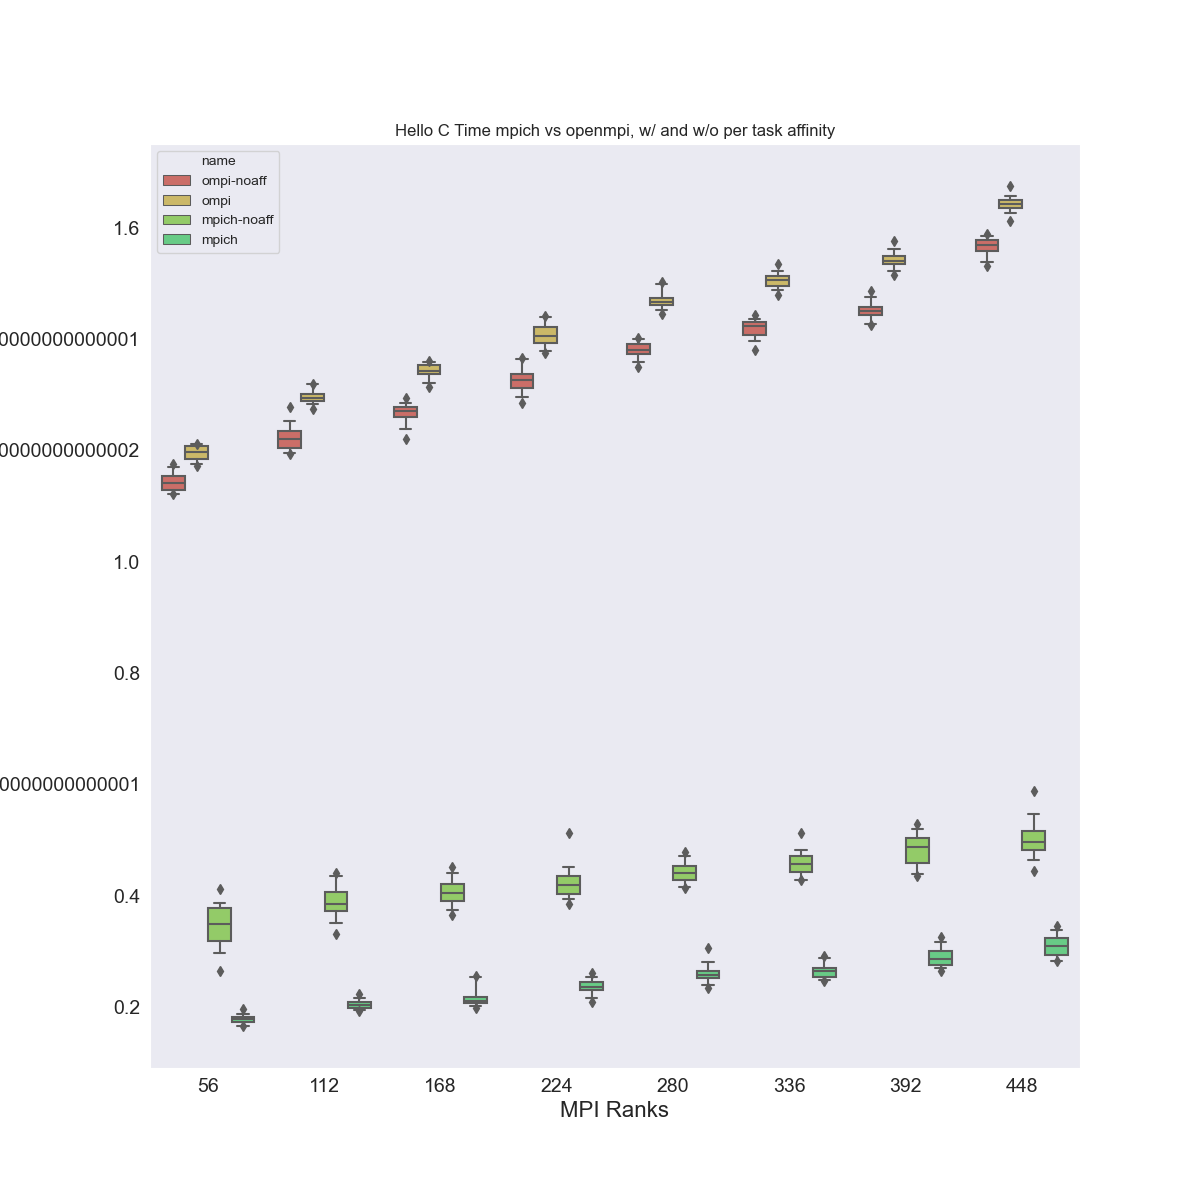 Hello C Time mpich vs openmpi, w/ and w/o per task affinity
name
ompi-noaff
ompi
mpich-noaff
mpich
1.6
0000000000001
0000000000002
1.0
0.8
0000000000001
0.4
0.2
56 112 168 224 280 336 392 448
MPI Ranks